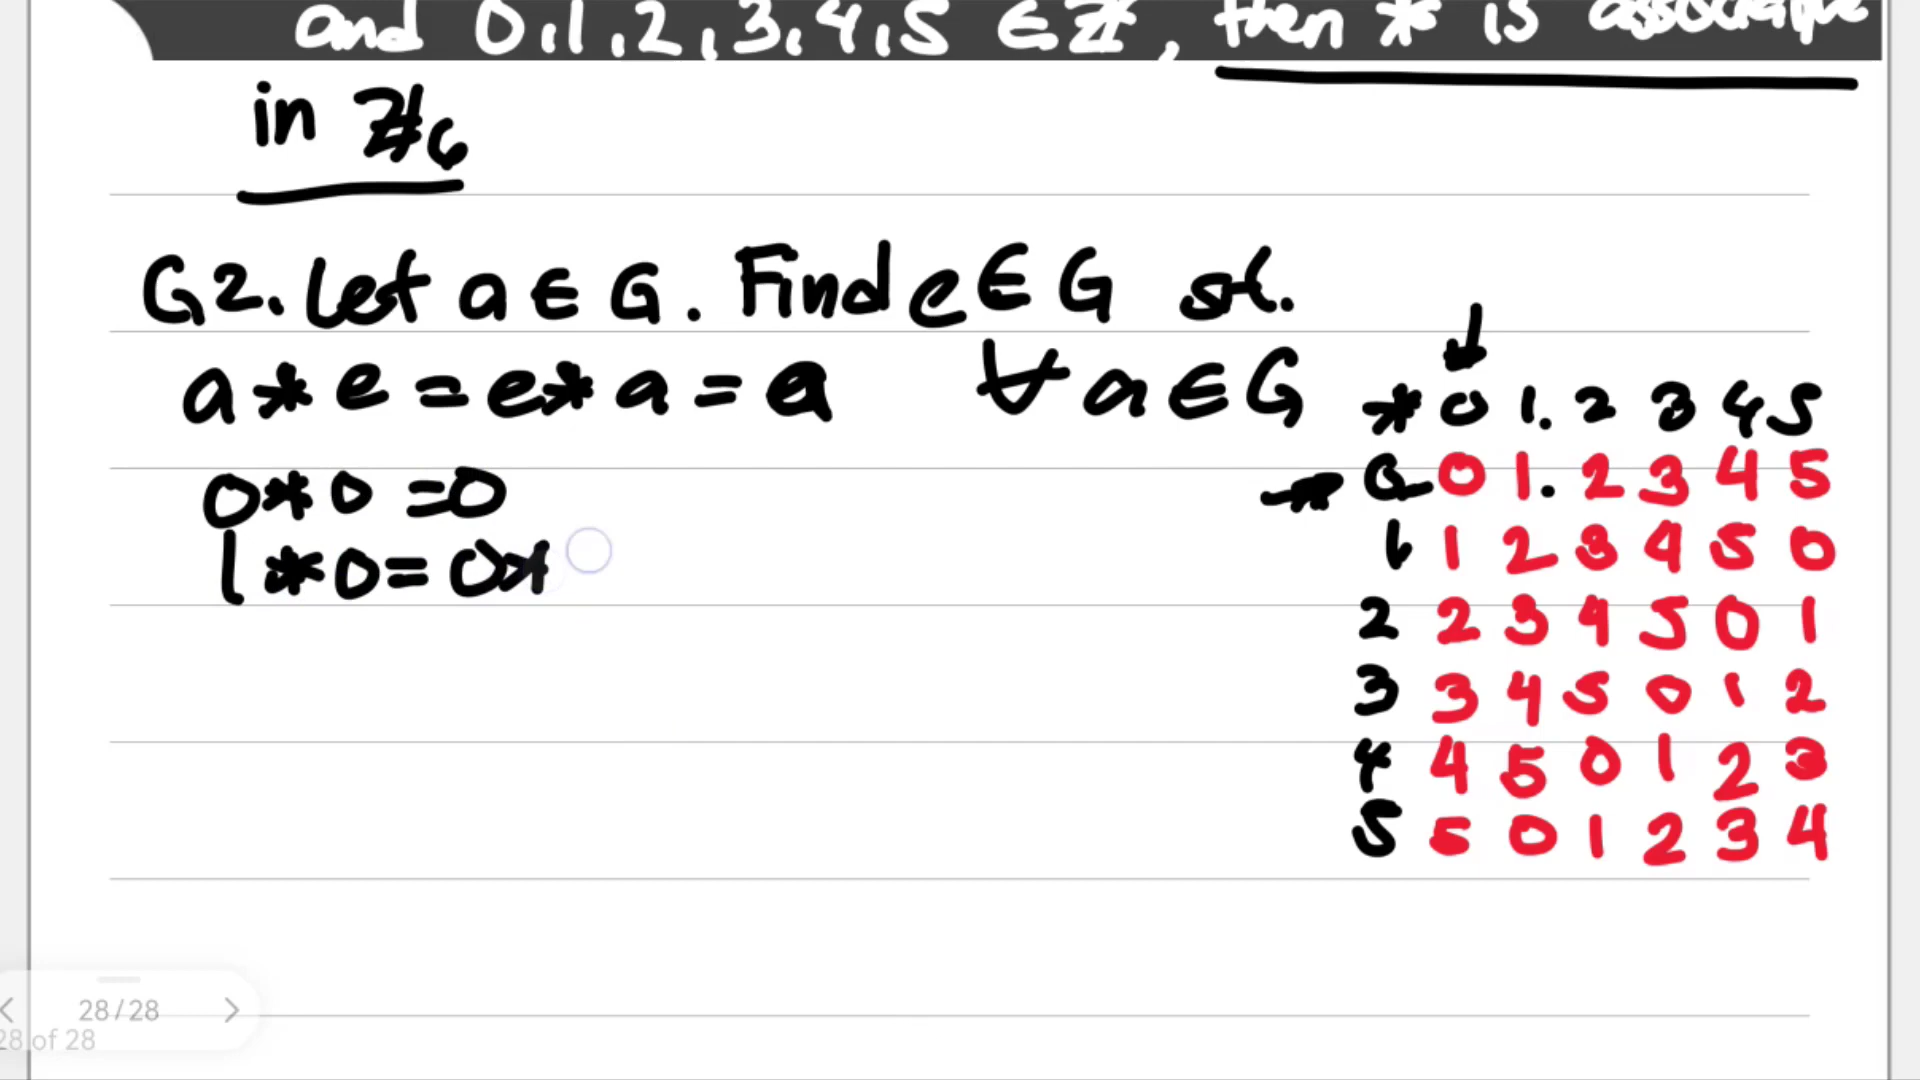 and 0,1,2,3,4,5 ∈ ℤ, then * is associative
in ℤ6
G2. Let a ∈ G. Find e ∈ G st.
a * e = e * a = a ∀ a ∈ G
0 * 0 = 0
1 * 0 = 0 *
* 0 1. 2 3 4 5
0 0 1. 2 3 4 5
1 1 2 3 4 5 0
2 2 3 4 5 0 1
3 3 4 5 0 1 2
4 4 5 0 1 2 3
5 5 0 1 2 3 4
28/28
28 of 28